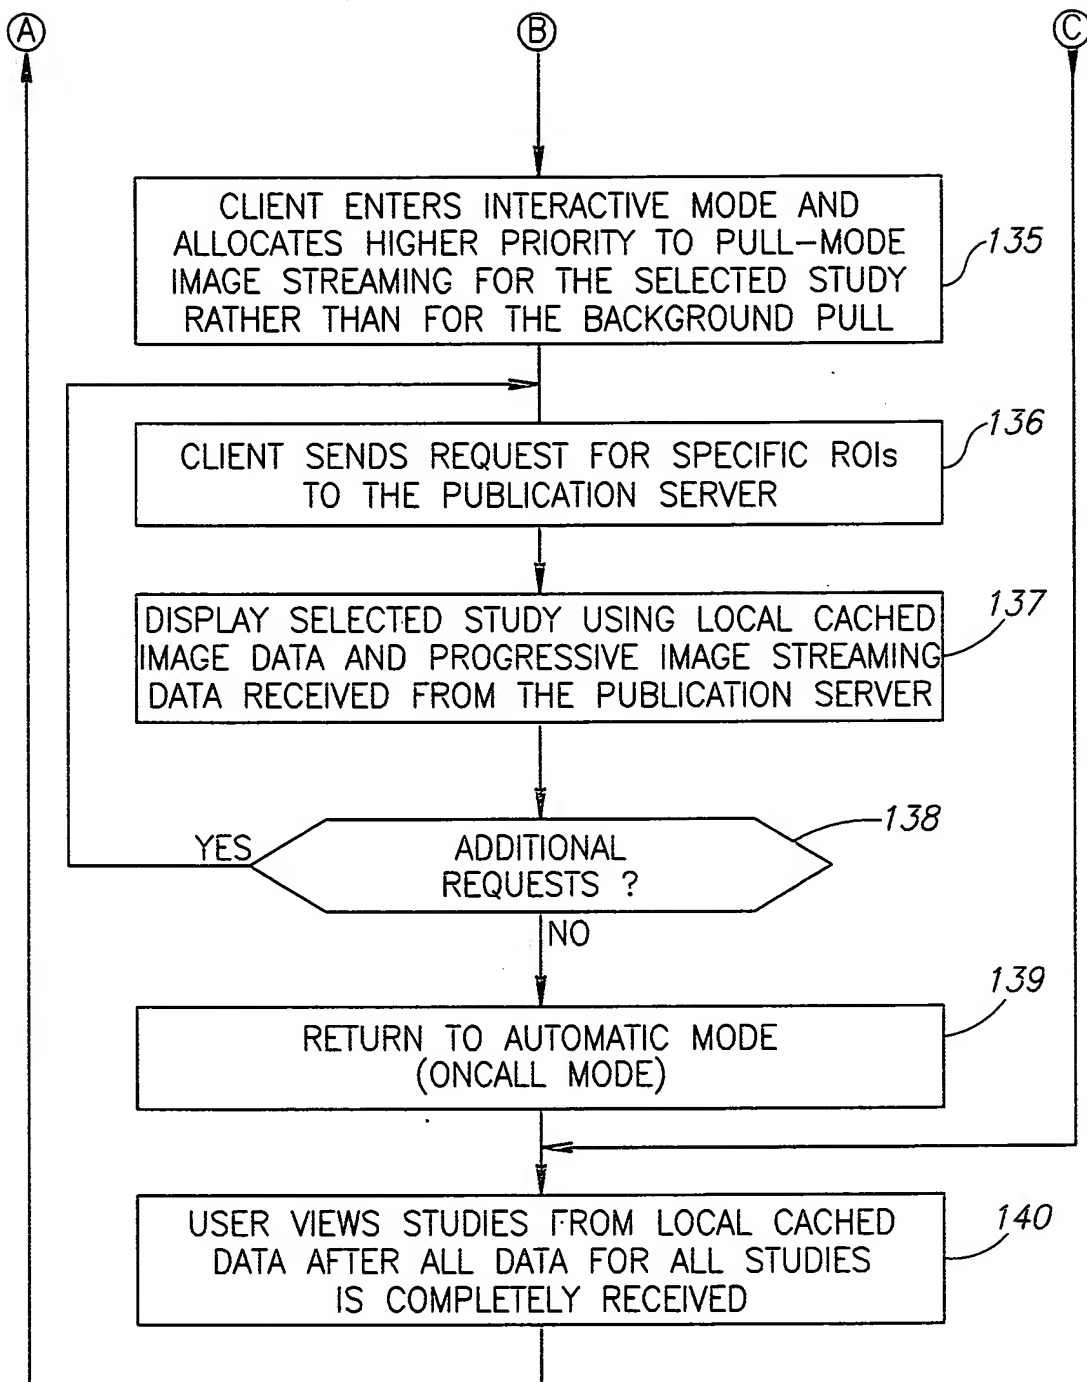 A B C
CLIENT ENTERS INTERACTIVE MODE AND
ALLOCATES HIGHER PRIORITY TO PULL-MODE
IMAGE STREAMING FOR THE SELECTED STUDY
RATHER THAN FOR THE BACKGROUND PULL
135
CLIENT SENDS REQUEST FOR SPECIFIC ROIs
TO THE PUBLICATION SERVER
136
DISPLAY SELECTED STUDY USING LOCAL CACHED
IMAGE DATA AND PROGRESSIVE IMAGE STREAMING
DATA RECEIVED FROM THE PUBLICATION SERVER
137
YES
ADDITIONAL
REQUESTS ?
138
NO
RETURN TO AUTOMATIC MODE
(ONCALL MODE)
139
USER VIEWS STUDIES FROM LOCAL CACHED
DATA AFTER ALL DATA FOR ALL STUDIES
IS COMPLETELY RECEIVED
140